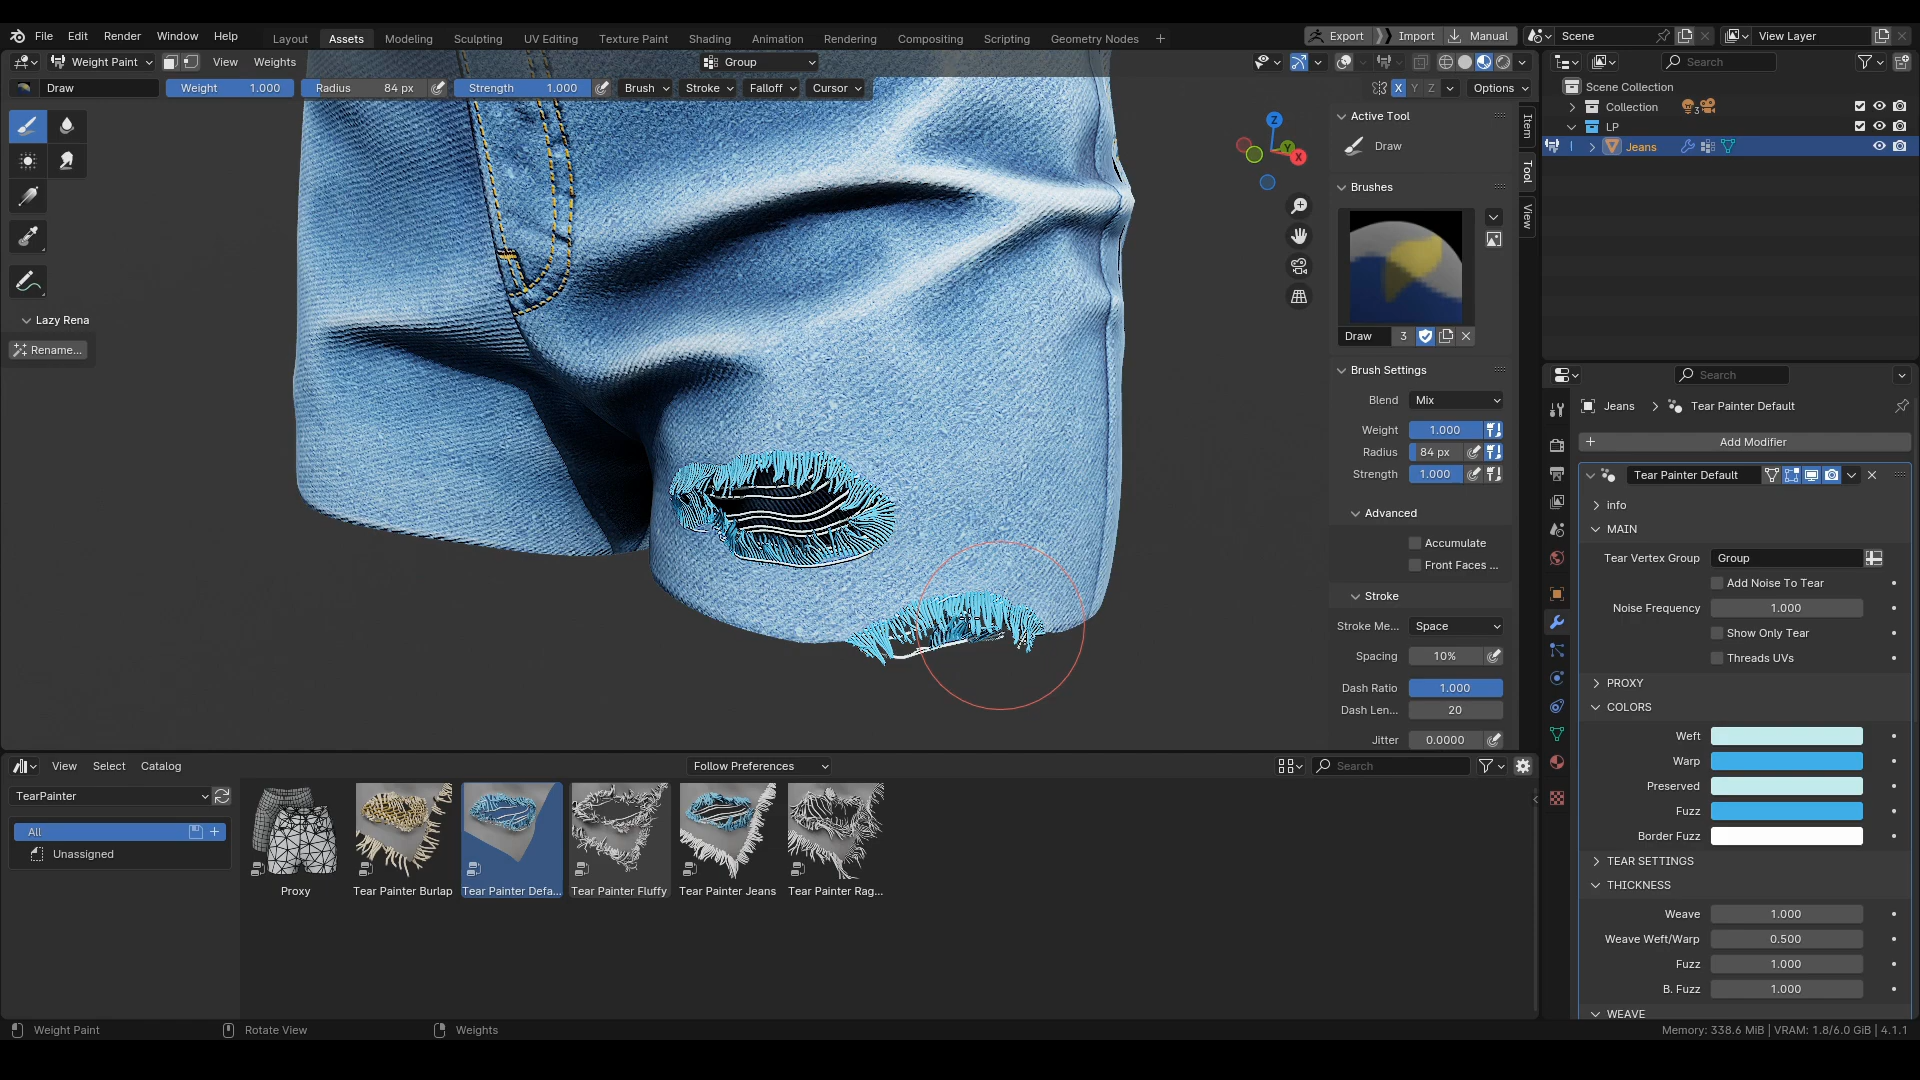 File Edit Render Window Help Layout Assets Modeling Sculpting UV Editing Texture Paint Shading Animation Rendering Compositing Scripting Geometry Nodes + Export Import Manual Scene View Layer
Weight Paint View Weights Group
Draw Weight 1.000 Radius 84 px Strength 1.000 Brush Stroke Falloff Cursor X Y Z Options
Lazy Rena
Rename...
Z
Y
X
Item
Tool
View
Active Tool
Draw
Brushes
Draw 3
Brush Settings
Blend Mix
Weight 1.000
Radius 84 px
Strength 1.000
Advanced
Accumulate
Front Faces ...
Stroke
Stroke Me... Space
Spacing 10%
Dash Ratio 1.000
Dash Len... 20
Jitter 0.0000
Search
Scene Collection
Collection 3
LP
Jeans
Search
Jeans > Tear Painter Default
+ Add Modifier
Tear Painter Default
info
MAIN
Tear Vertex Group Group
Add Noise To Tear
Noise Frequency 1.000
Show Only Tear
Threads UVs
PROXY
COLORS
Weft
Warp
Preserved
Fuzz
Border Fuzz
TEAR SETTINGS
THICKNESS
Weave 1.000
Weave Weft/Warp 0.500
Fuzz 1.000
B. Fuzz 1.000
WEAVE
View Select Catalog Follow Preferences Search
TearPainter
All
Unassigned
Proxy Tear Painter Burlap Tear Painter Defa... Tear Painter Fluffy Tear Painter Jeans Tear Painter Rag...
Weight Paint Rotate View Weights Memory: 338.6 MiB | VRAM: 1.8/6.0 GiB | 4.1.1